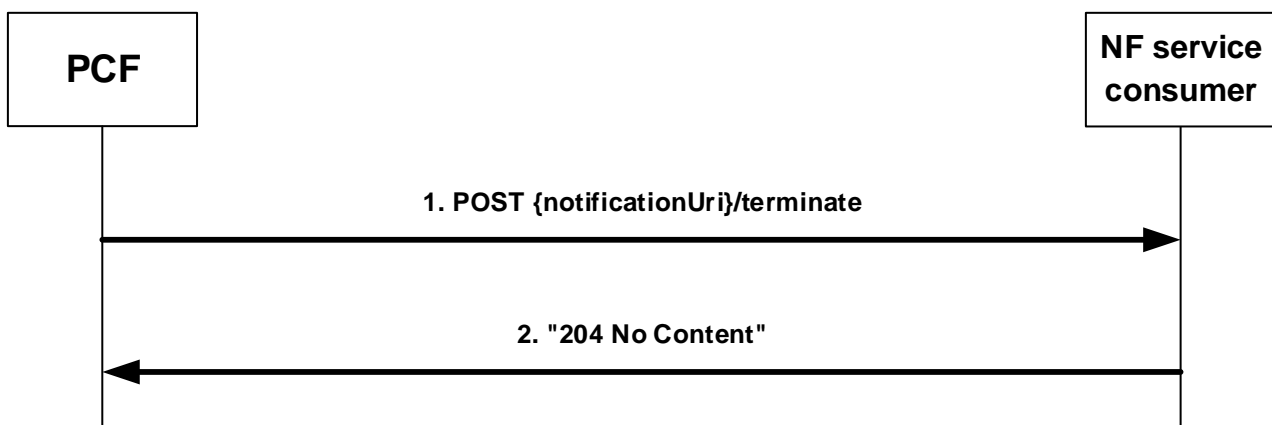 PCF
NF service
consumer
1. POST {notificationUri}/terminate
2. "204 No Content"